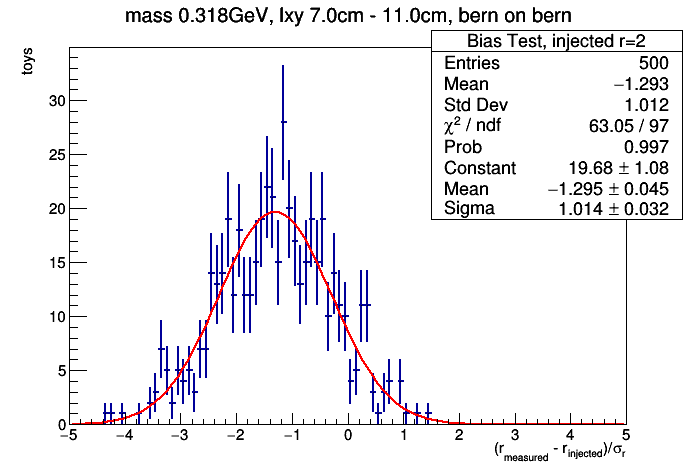 mass 0.318GeV, lxy 7.0cm - 11.0cm, bern on bern
Bias Test, injected r=2
Entries 500
Mean −1.293
Std Dev 1.012
χ² / ndf 63.05 / 97
Prob 0.997
Constant 19.68 ± 1.08
Mean −1.295 ± 0.045
Sigma 1.014 ± 0.032
toys
30
25
20
15
10
5
0
−5 −4 −3 −2 −1 0 1 2 3 4 5
(r_measured - r_injected)/σ_r